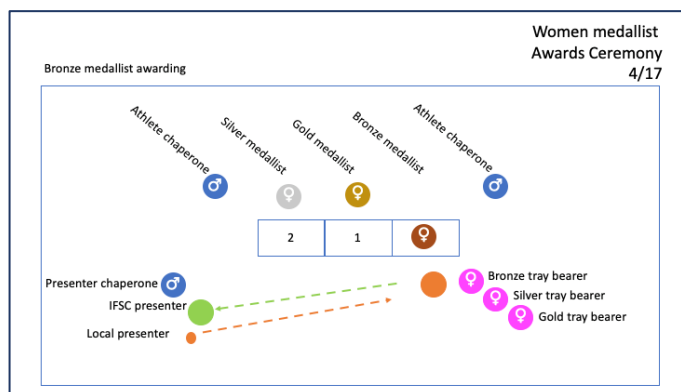 Women medallist
Awards Ceremony
4/17
Bronze medallist awarding
Athlete chaperone
Silver medallist
Gold medallist
Bronze medallist
Athlete chaperone
2
1
Presenter chaperone
IFSC presenter
Local presenter
Bronze tray bearer
Silver tray bearer
Gold tray bearer